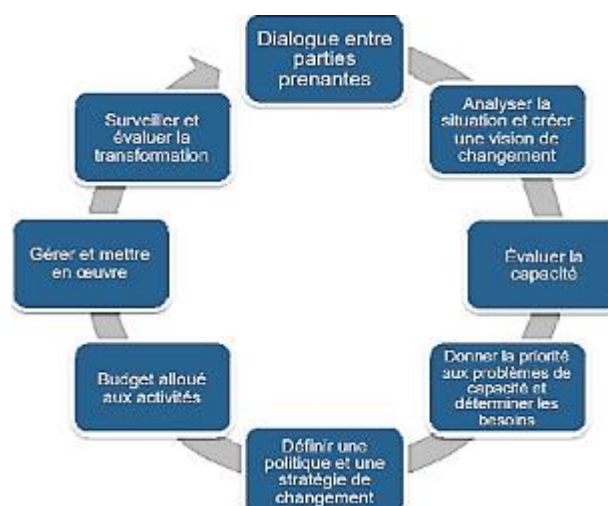 Dialogue entre
parties
prenantes
Analyser la
situation et créer
une vision de
changement
Évaluer la
capacité
Donner la priorité
aux problèmes de
capacité et
déterminer les
besoins
Définir une
politique et une
stratégie de
changement
Budget alloué
aux activités
Gérer et mettre
en œuvre
Surveiller et
évaluer la
transformation